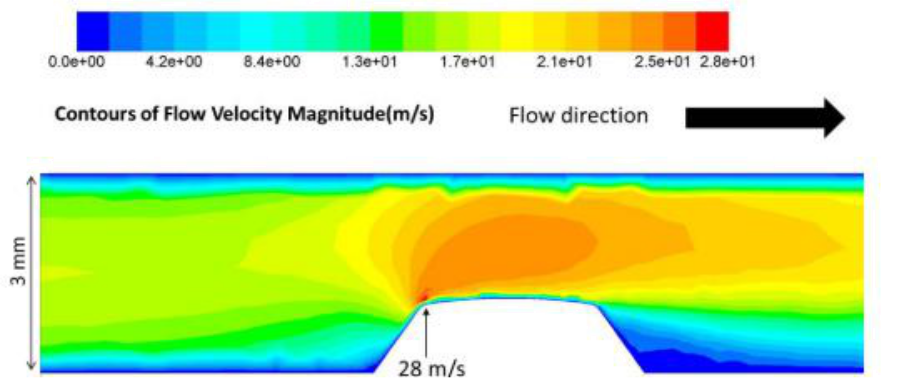 0.0e+00 4.2e+00 8.4e+00 1.3e+01 1.7e+01 2.1e+01 2.5e+01 2.8e+01
Contours of Flow Velocity Magnitude(m/s) Flow direction
3 mm
28 m/s